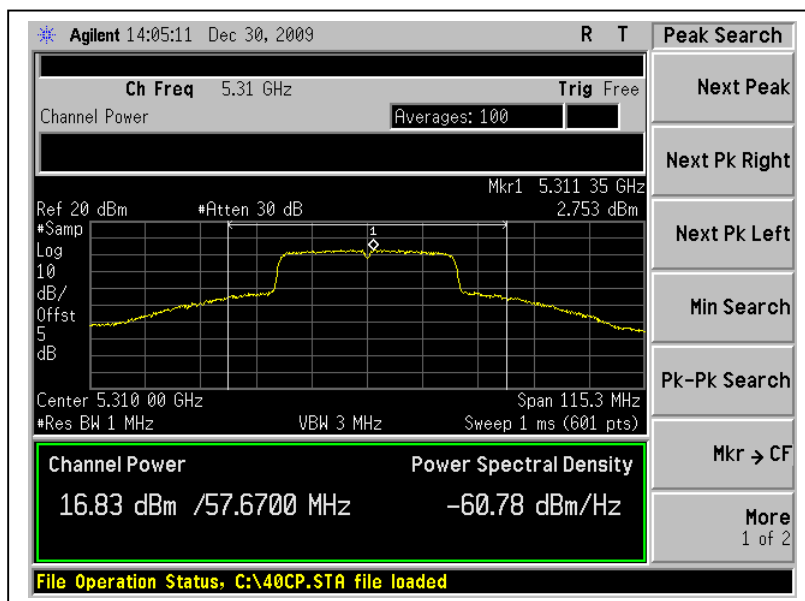 Agilent 14:05:11 Dec 30, 2009 R T
Peak Search
Ch Freq 5.31 GHz Trig Free
Channel Power Averages: 100
Mkr1 5.311 35 GHz
Ref 20 dBm #Atten 30 dB 2.753 dBm
#Samp
Log
10
dB/
Offst
5
dB
1
Center 5.310 00 GHz Span 115.3 MHz
#Res BW 1 MHz VBW 3 MHz Sweep 1 ms (601 pts)
Channel Power Power Spectral Density
16.83 dBm /57.6700 MHz -60.78 dBm/Hz
File Operation Status, C:\40CP.STA file loaded
Next Peak
Next Pk Right
Next Pk Left
Min Search
Pk-Pk Search
Mkr → CF
More
1 of 2